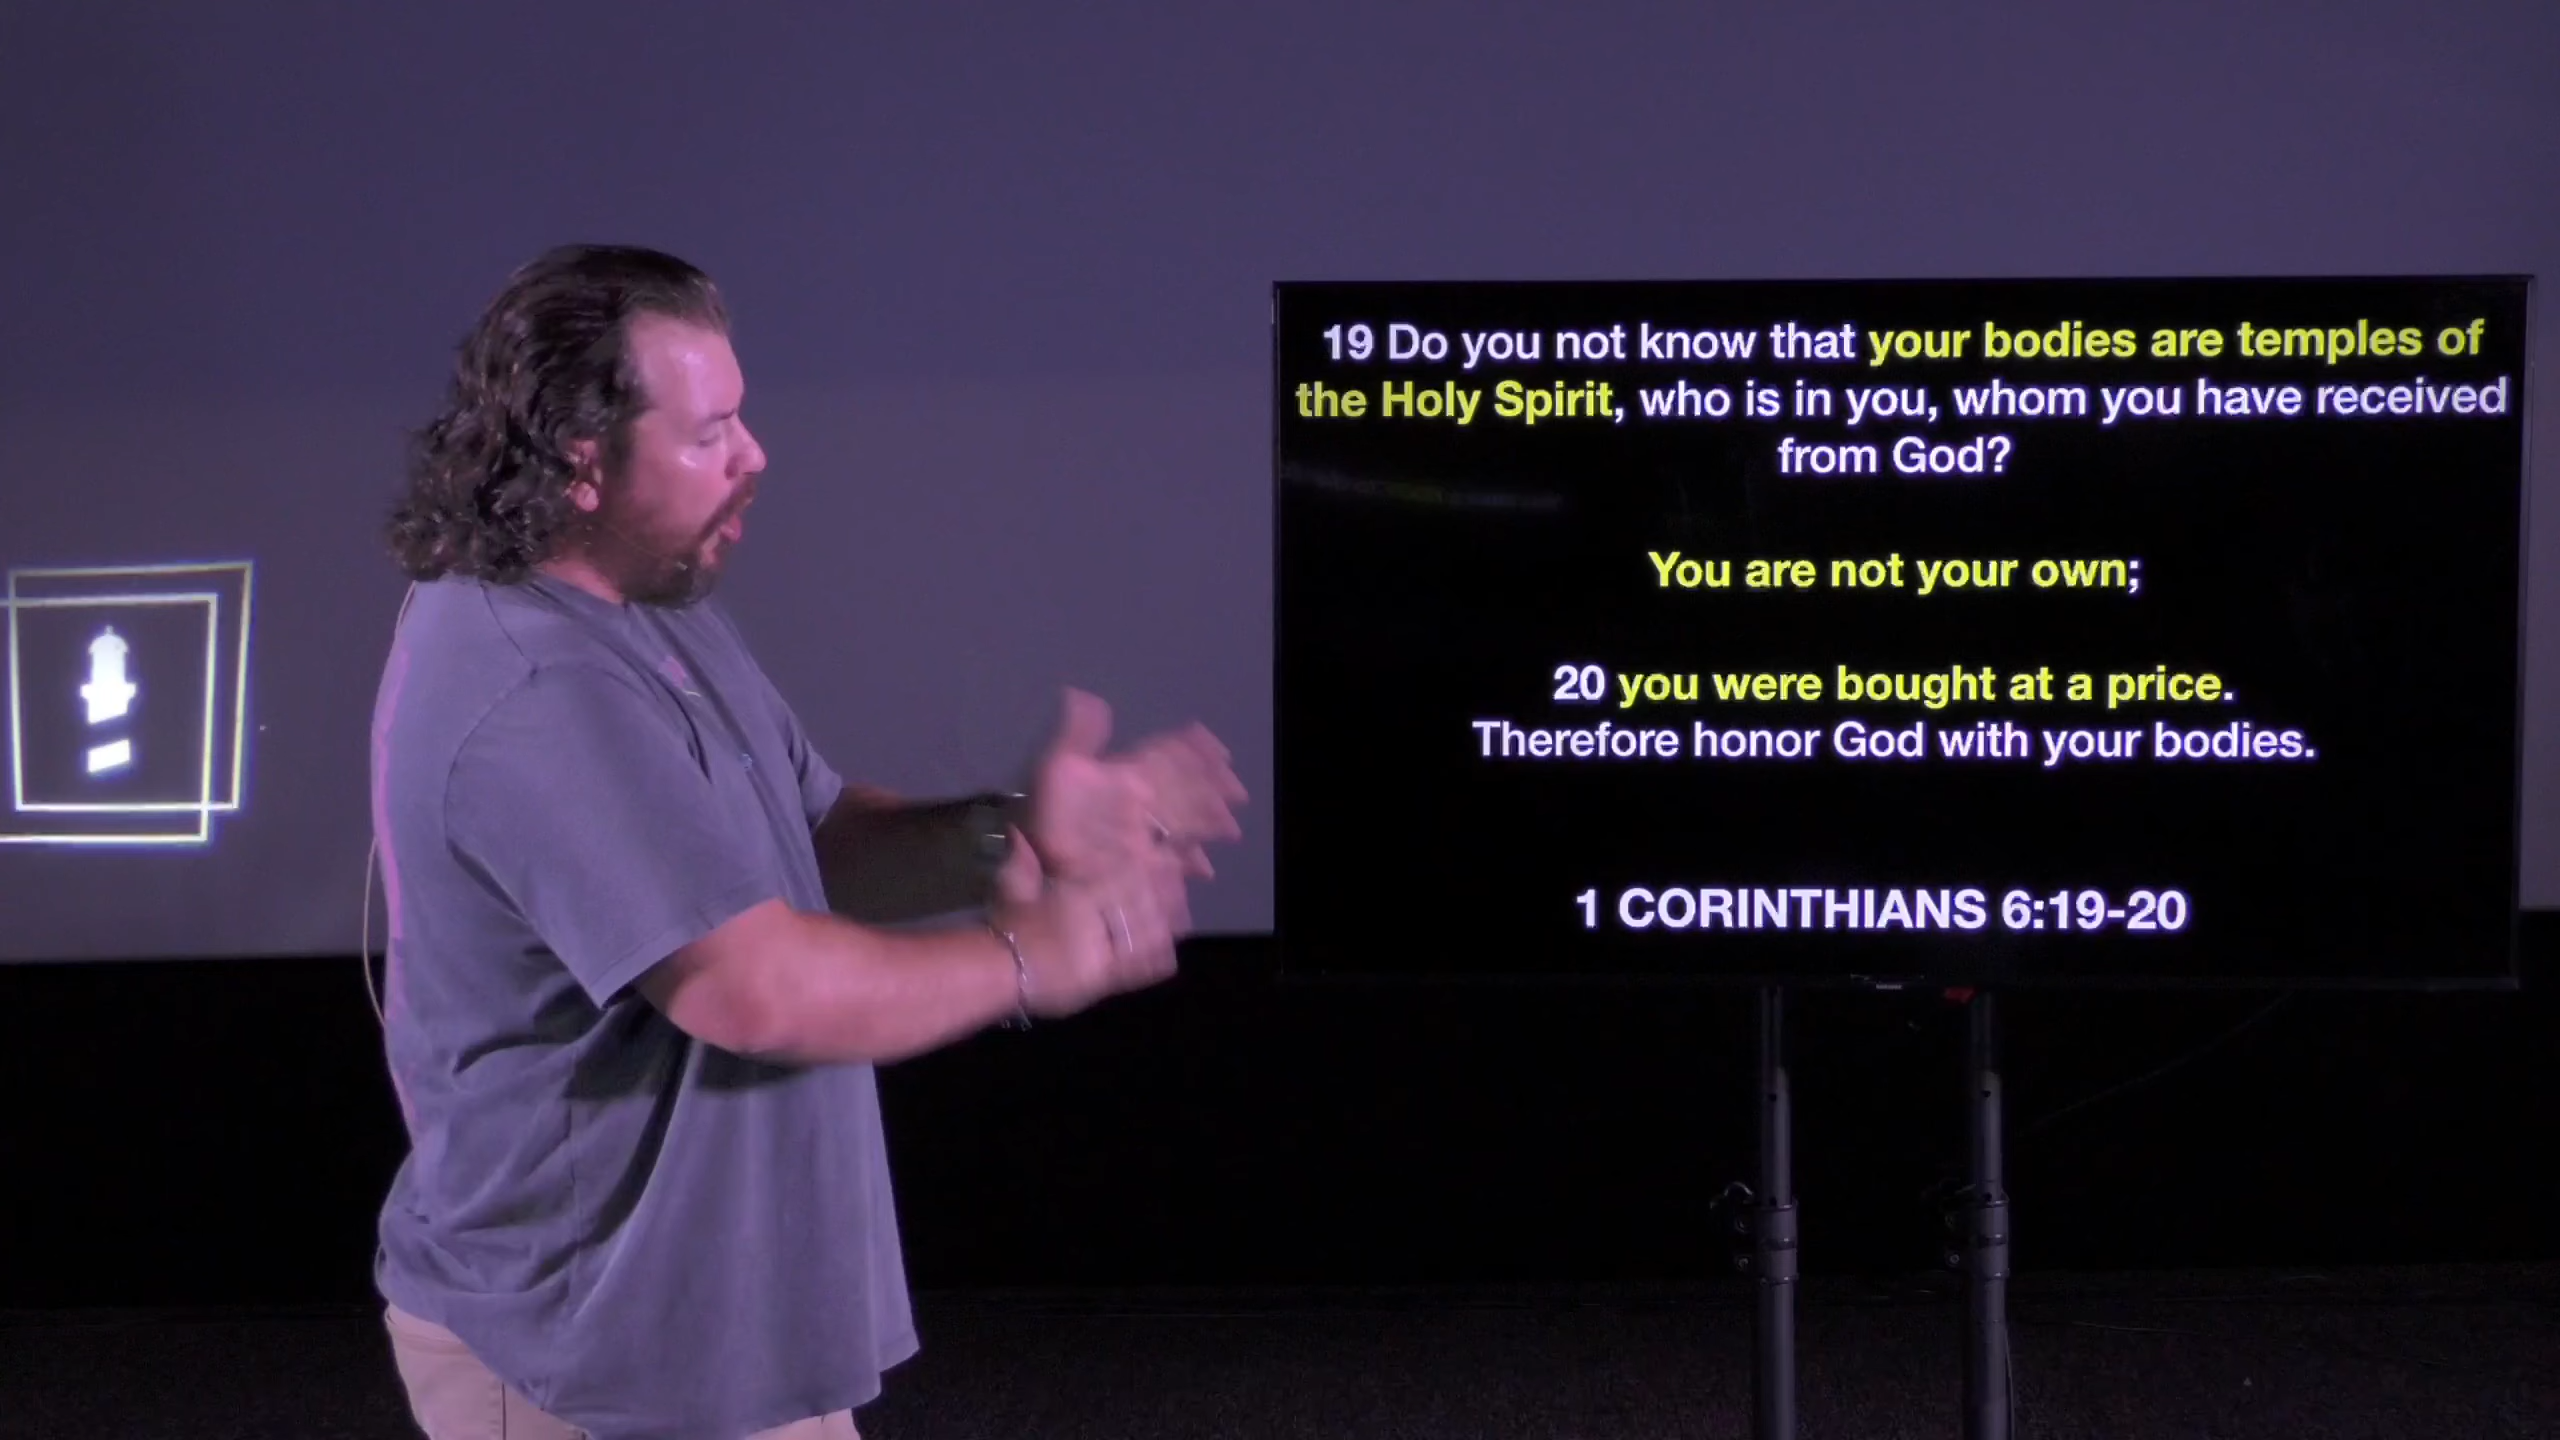 19 Do you not know that your bodies are temples of
the Holy Spirit, who is in you, whom you have received
from God?
You are not your own;
20 you were bought at a price.
Therefore honor God with your bodies.
1 CORINTHIANS 6:19-20